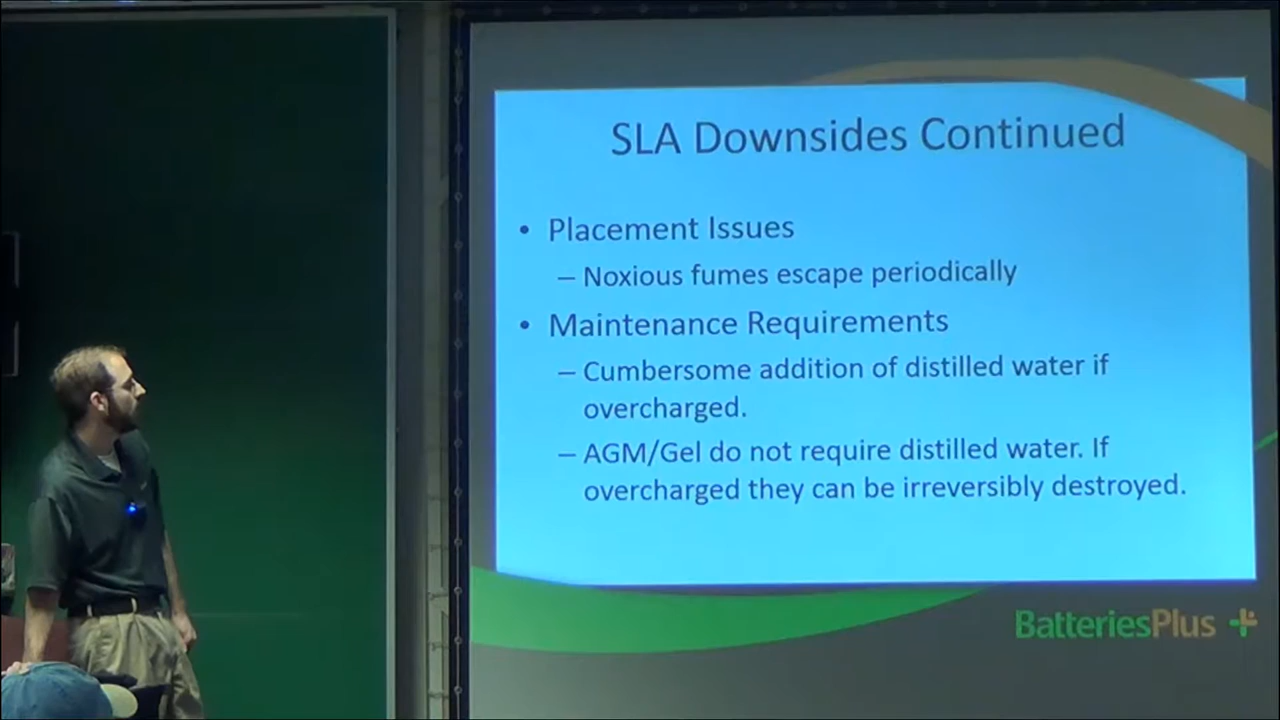 SLA Downsides Continued
• Placement Issues
– Noxious fumes escape periodically
• Maintenance Requirements
– Cumbersome addition of distilled water if
overcharged.
– AGM/Gel do not require distilled water. If
overcharged they can be irreversibly destroyed.
BatteriesPlus +